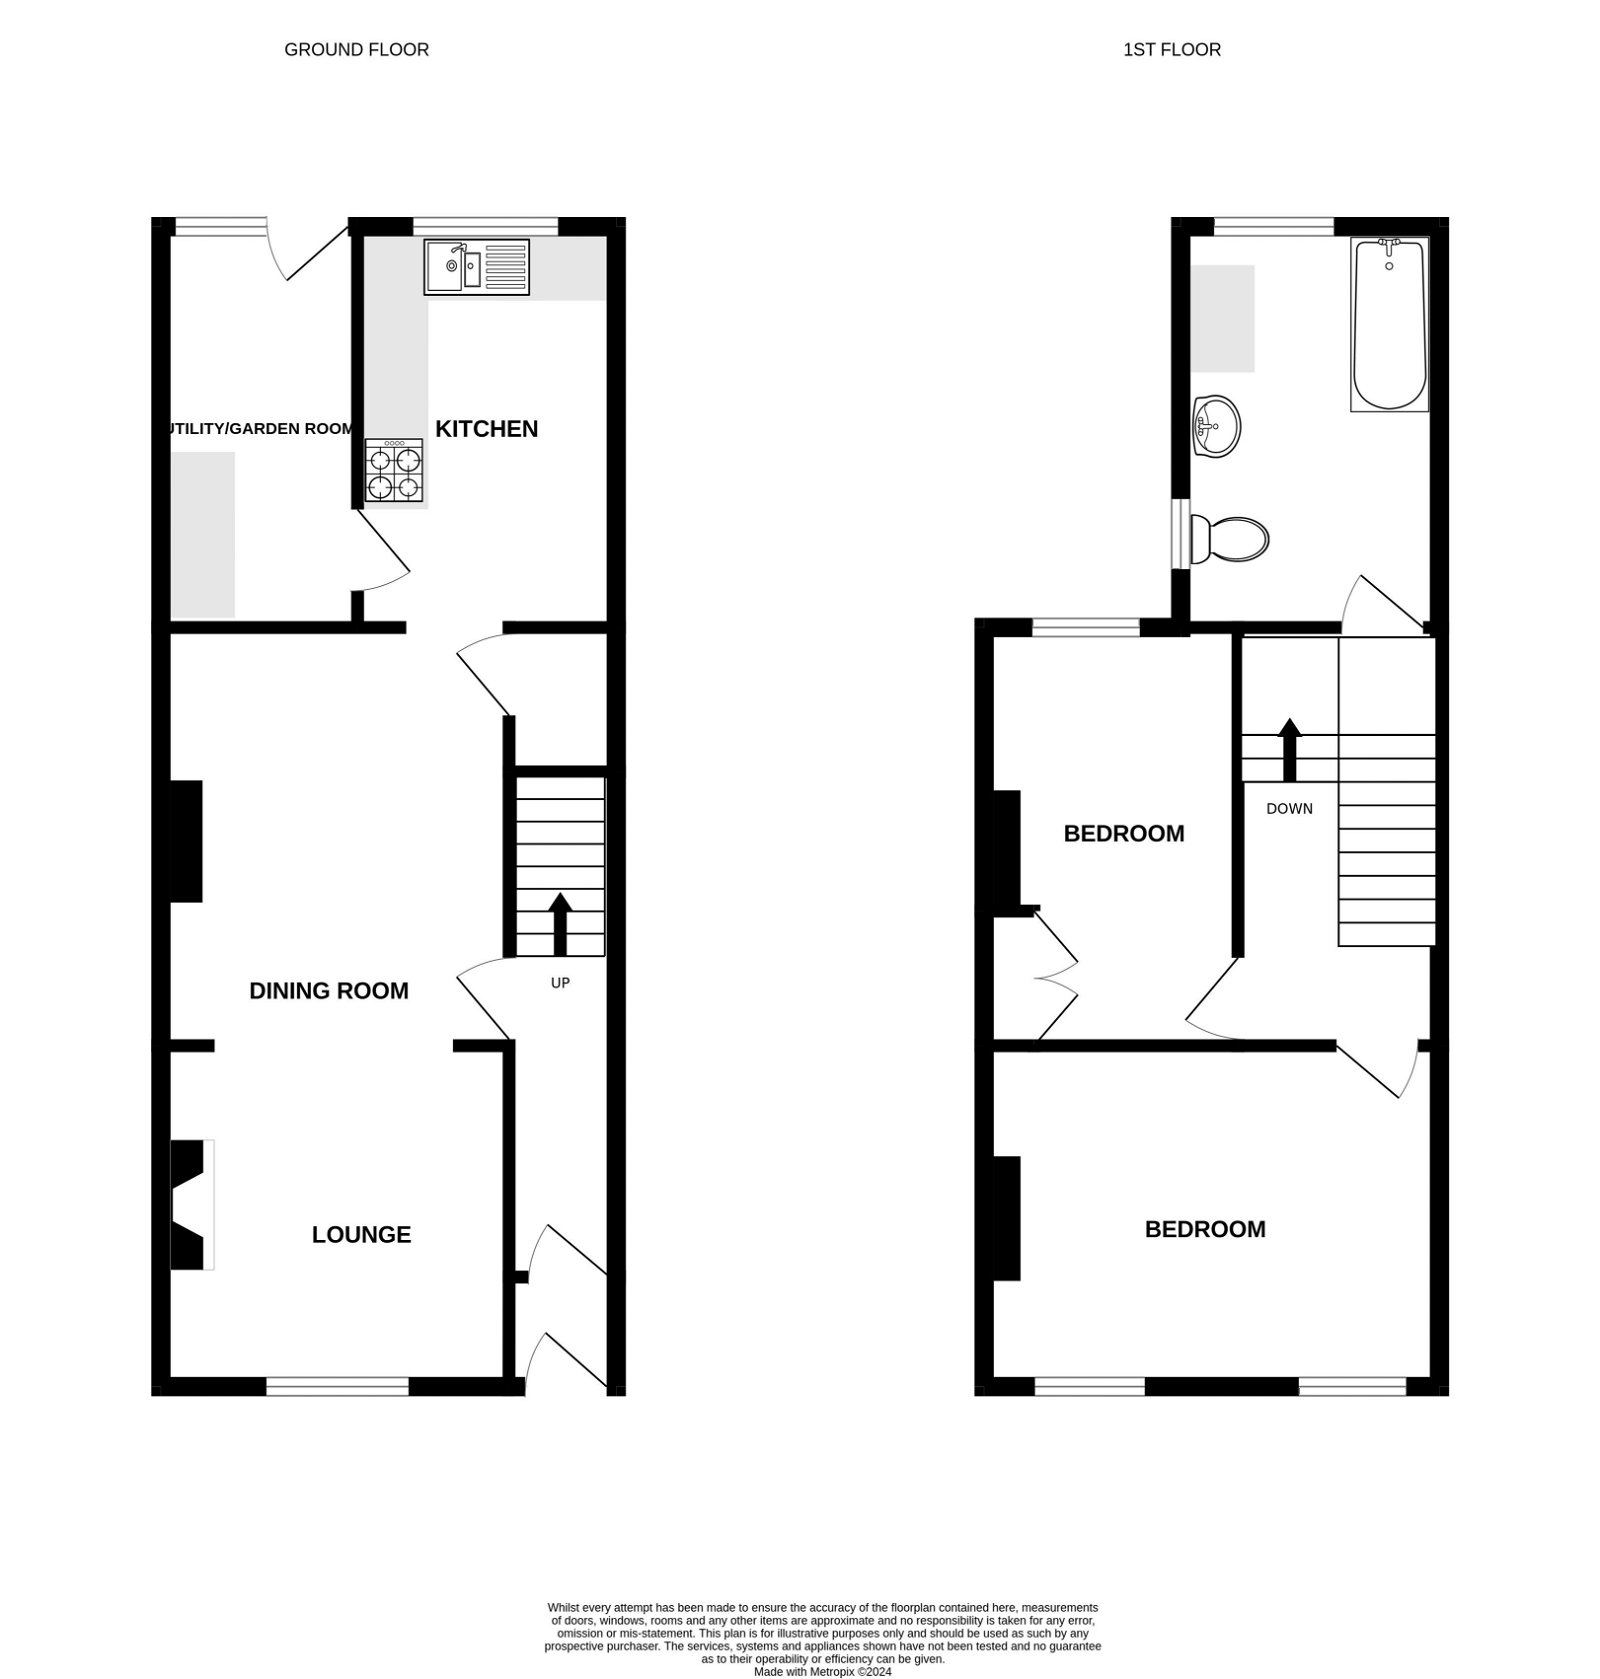 GROUND FLOOR
1ST FLOOR
UTILITY/GARDEN ROOM
KITCHEN
DINING ROOM
UP
LOUNGE
BEDROOM
DOWN
BEDROOM
Whilst every attempt has been made to ensure the accuracy of the floorplan contained here, measurements
of doors, windows, rooms and any other items are approximate and no responsibility is taken for any error,
omission or mis-statement. This plan is for illustrative purposes only and should be used as such by any
prospective purchaser. The services, systems and appliances shown have not been tested and no guarantee
as to their operability or efficiency can be given.
Made with Metropix ©2024